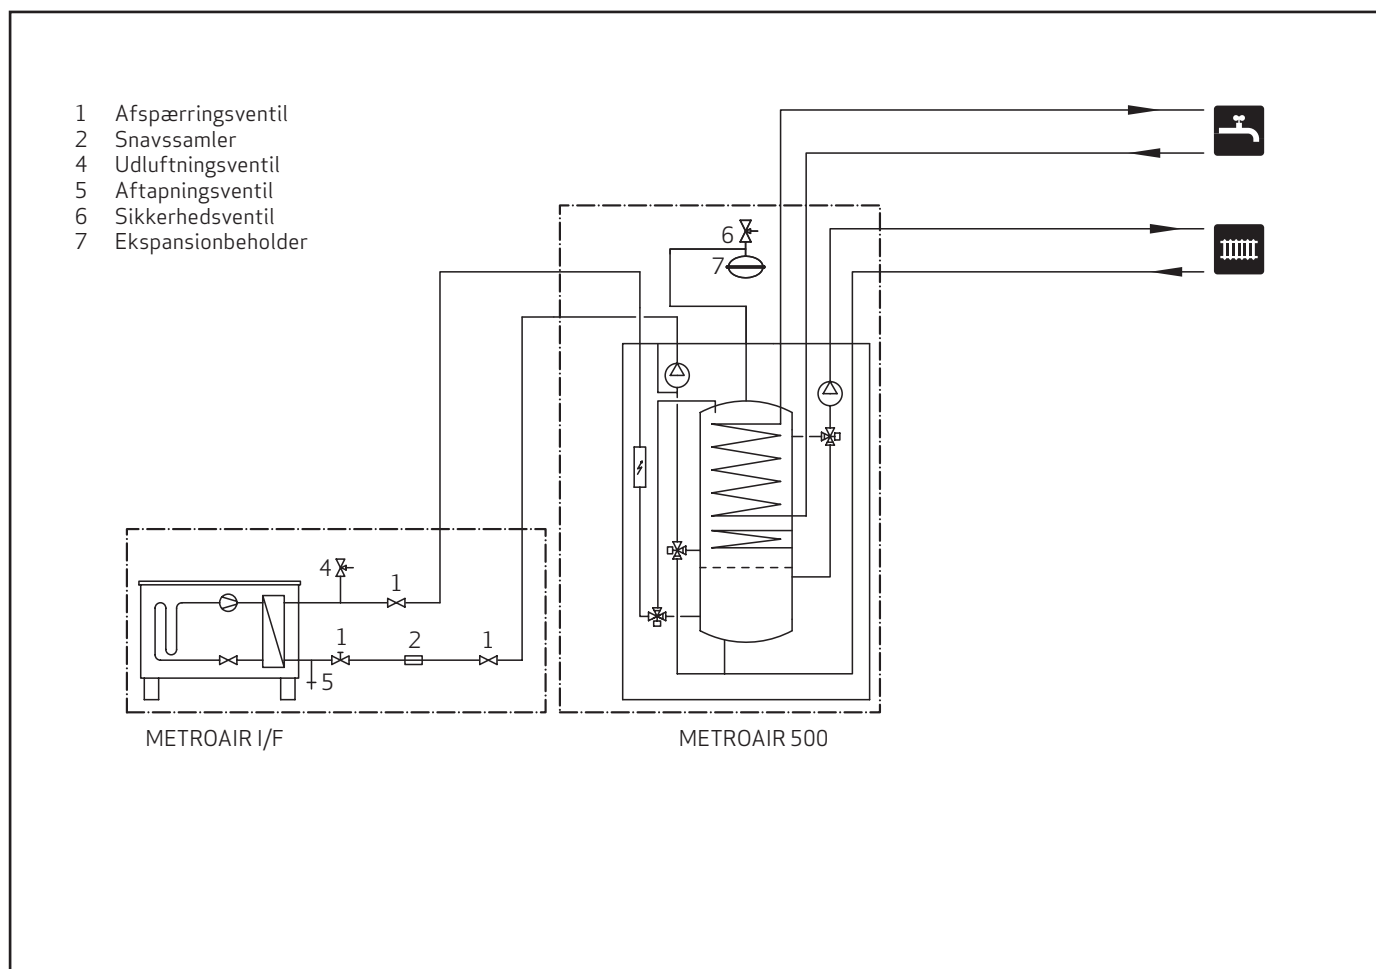 1 Afspærringsventil
2 Snavssamler
4 Udluftningsventil
5 Aftapningsventil
6 Sikkerhedsventil
7 Ekspansionbeholder
6
7
4
1
1
2
1
5
METROAIR I/F
METROAIR 500